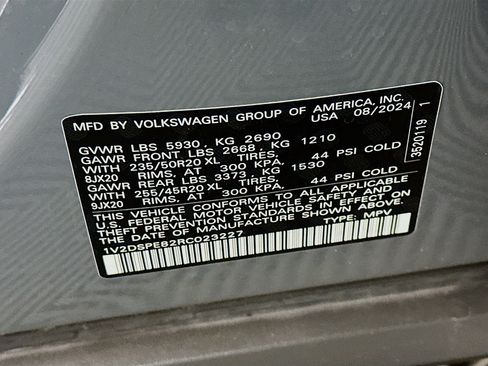 MFD BY VOLKSWAGEN GROUP OF AMERICA, INC.
USA 08/2024
GVWR LBS 5930, KG 2690
GAWR FRONT LBS 2668, KG 1210
WITH 235/50R20 XL TIRES.
8JX20 RIMS, AT 300 KPA, 44 PSI COLD
GAWR REAR LBS 3373, KG 1530
WITH 255/45R20 XL TIRES.
9JX20 RIMS, AT 300 KPA, 44 PSI COLD
THIS VEHICLE CONFORMS TO ALL APPLICABLE
U.S. FEDERAL MOTOR VEHICLE SAFETY AND
THEFT PREVENTION STANDARDS IN EFFECT ON
THE DATE OF MANUFACTURE SHOWN ABOVE.
1V2DSPE82RC023227 TYPE: MPV
3520119 1